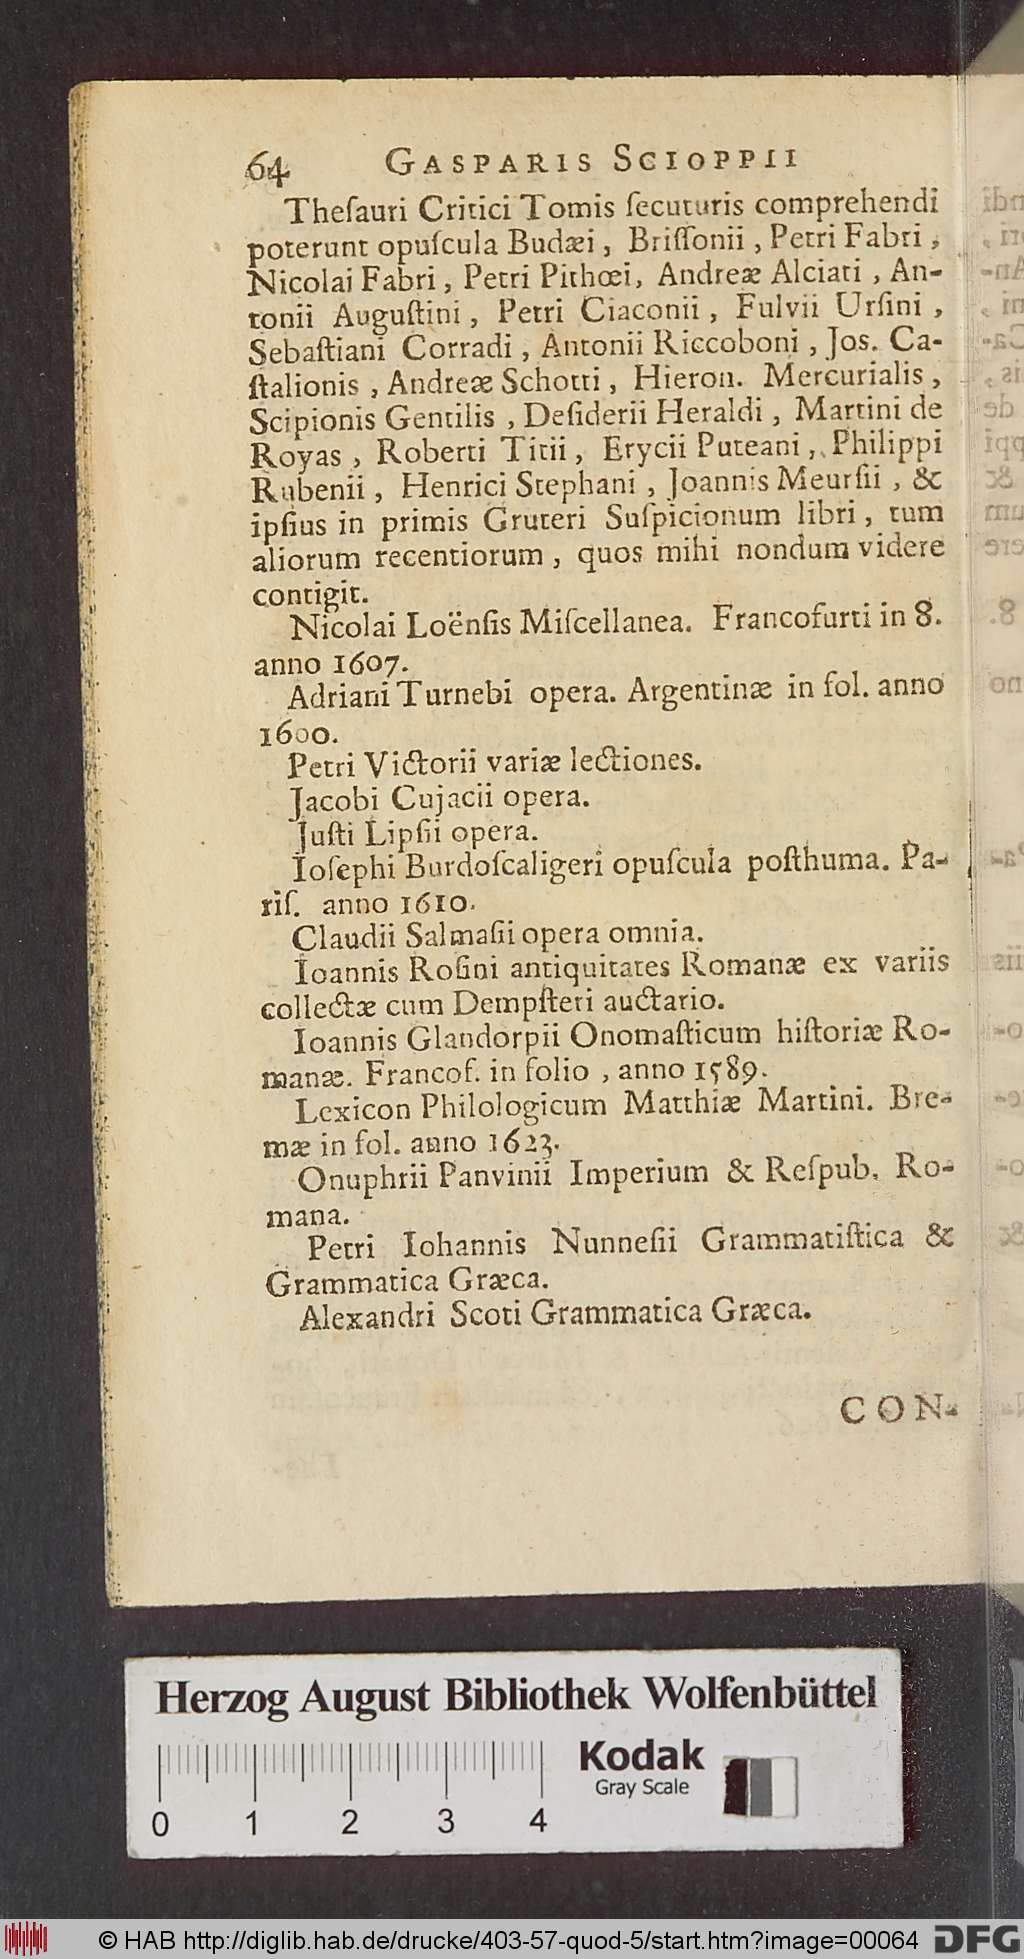 64 GASPARIS SCIOPPII
Theſauri Critici Tomis ſecuturis comprehendi
poterunt opuſcula Budæi, Briſſonii, Petri Fabri,
Nicolai Fabri, Petri Pithœi, Andreæ Alciati, An-
tonii Auguſtini, Petri Ciaconii, Fulvii Urſini,
Sebaſtiani Corradi, Antonii Riccoboni, Jos. Ca-
ſtalionis, Andreæ Schotti, Hieron. Mercurialis,
Scipionis Gentilis, Deſiderii Heraldi, Martini de
Royas, Roberti Titii, Erycii Puteani, Philippi
Rubenii, Henrici Stephani, Joannis Meurſii, &
ipſius in primis Gruteri Suſpicionum libri, tum
aliorum recentiorum, quos mihi nondum videre
contigit.
Nicolai Loënſis Miſcellanea. Francofurti in 8.
anno 1607.
Adriani Turnebi opera. Argentinæ in fol. anno
1600.
Petri Victorii variæ lectiones.
Jacobi Cujacii opera.
Juſti Lipſii opera.
Ioſephi Burdoſcaligeri opuſcula poſthuma. Pa-
riſ. anno 1610.
Claudii Salmaſii opera omnia.
Ioannis Roſini antiquitates Romanæ ex variis
collectæ cum Dempſteri auctario.
Ioannis Glandorpii Onomaſticum hiſtoriæ Ro-
manæ. Francof. in folio, anno 1589.
Lexicon Philologicum Matthiæ Martini. Bre-
mæ in fol. anno 1623.
Onuphrii Panvinii Imperium & Reſpub. Ro-
mana.
Petri Iohannis Nunneſii Grammatiſtica &
Grammatica Græca.
Alexandri Scoti Grammatica Græca.
CON-
Herzog August Bibliothek Wolfenbüttel
Kodak
Gray Scale
0 1 2 3 4
© HAB http://diglib.hab.de/drucke/403-57-quod-5/start.htm?image=00064 DFG